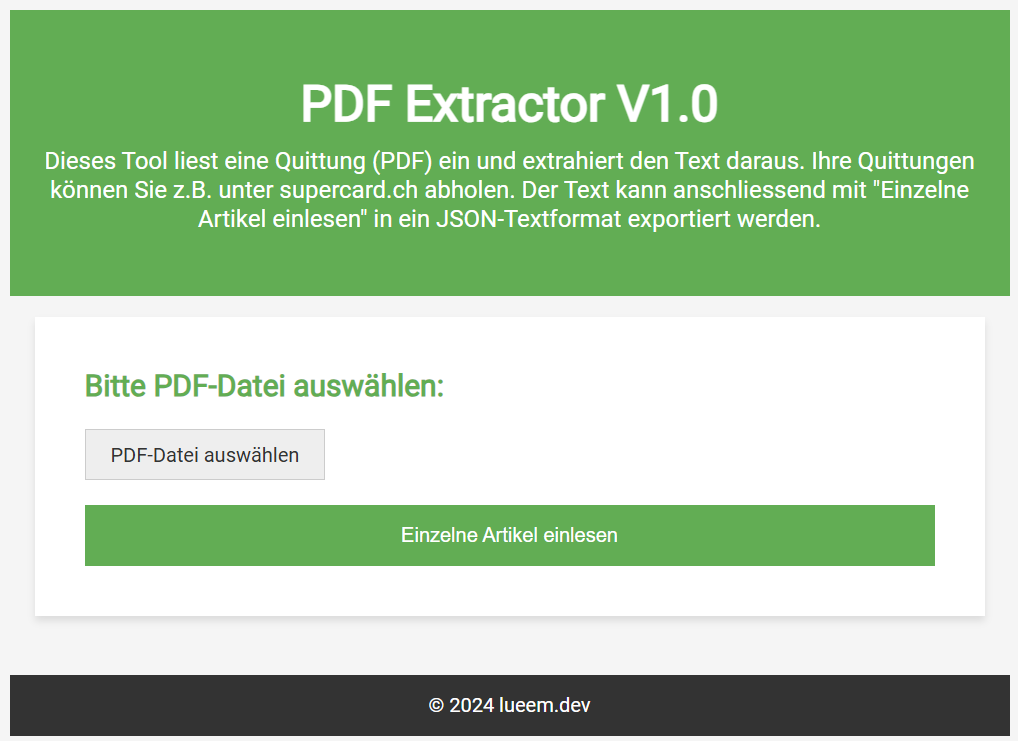 PDF Extractor V1.0
Dieses Tool liest eine Quittung (PDF) ein und extrahiert den Text daraus. Ihre Quittungen
können Sie z.B. unter supercard.ch abholen. Der Text kann anschliessend mit "Einzelne
Artikel einlesen" in ein JSON-Textformat exportiert werden.
Bitte PDF-Datei auswählen:
PDF-Datei auswählen
Einzelne Artikel einlesen
© 2024 lueem.dev